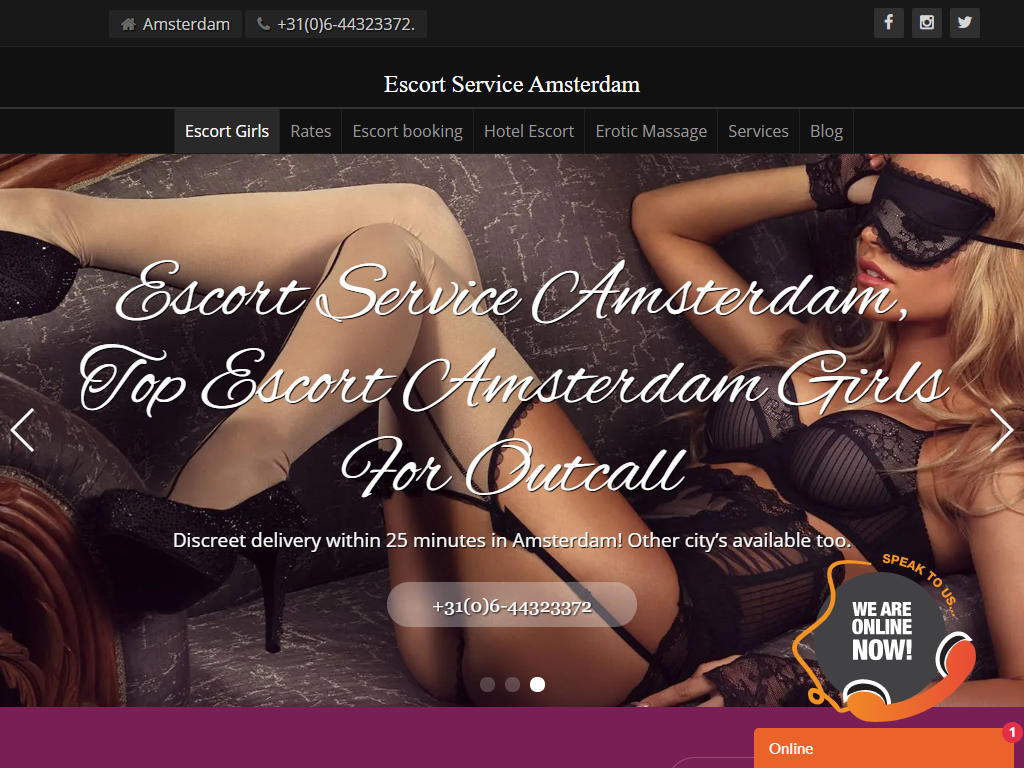 Amsterdam
+31(0)6-44323372.
Escort Service Amsterdam
Escort Girls
Rates
Escort booking
Hotel Escort
Erotic Massage
Services
Blog
Escort Service Amsterdam,
Top Escort Amsterdam Girls
For Outcall
Discreet delivery within 25 minutes in Amsterdam! Other city's available too.
+31(0)6-44323372
SPEAK TO US...
WE ARE
ONLINE
NOW!
Online
1